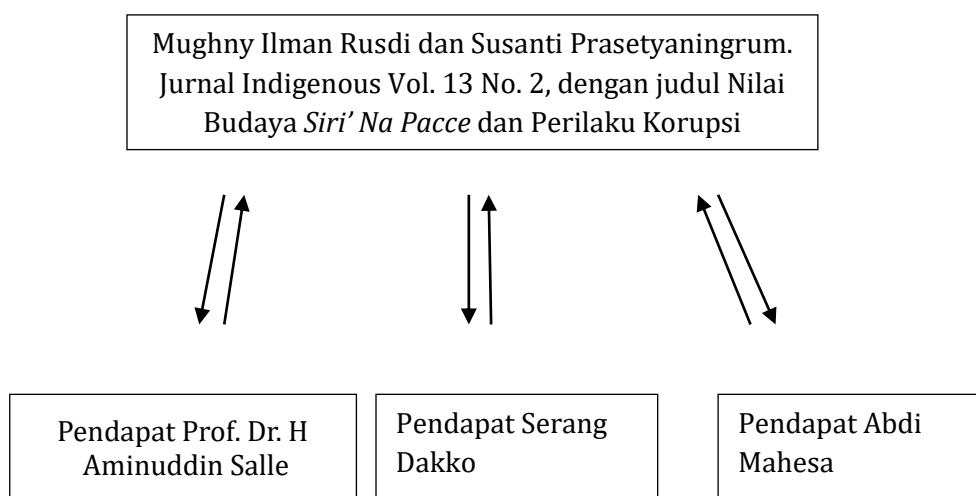 Mughny Ilman Rusdi dan Susanti Prasetyaningrum.
Jurnal Indigenous Vol. 13 No. 2, dengan judul Nilai
Budaya Siri’ Na Pacce dan Perilaku Korupsi
Pendapat Prof. Dr. H
Aminuddin Salle
Pendapat Serang
Dakko
Pendapat Abdi
Mahesa